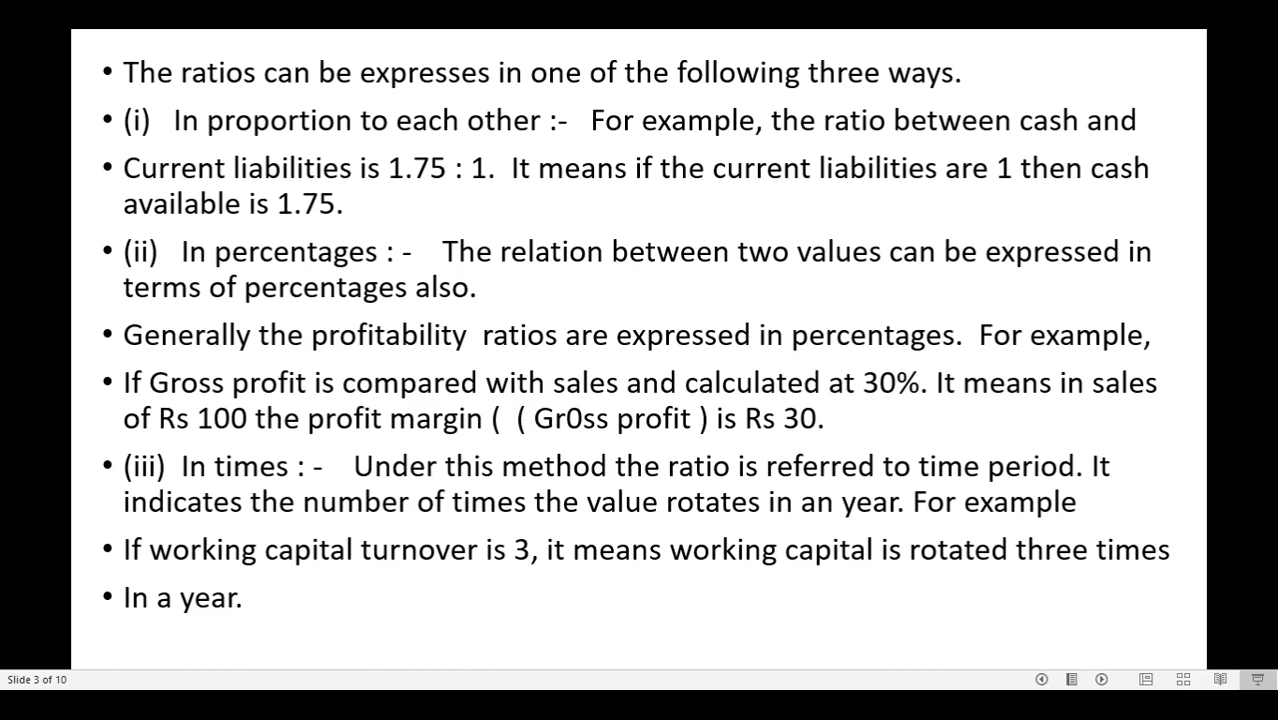 • The ratios can be expresses in one of the following three ways.
• (i)   In proportion to each other :-   For example, the ratio between cash and
• Current liabilities is 1.75 : 1.  It means if the current liabilities are 1 then cash
available is 1.75.
• (ii)   In percentages : -    The relation between two values can be expressed in
terms of percentages also.
• Generally the profitability  ratios are expressed in percentages.  For example,
• If Gross profit is compared with sales and calculated at 30%. It means in sales
of Rs 100 the profit margin (  ( Gr0ss profit ) is Rs 30.
• (iii)  In times : -    Under this method the ratio is referred to time period. It
indicates the number of times the value rotates in an year. For example
• If working capital turnover is 3, it means working capital is rotated three times
• In a year.
Slide 3 of 10